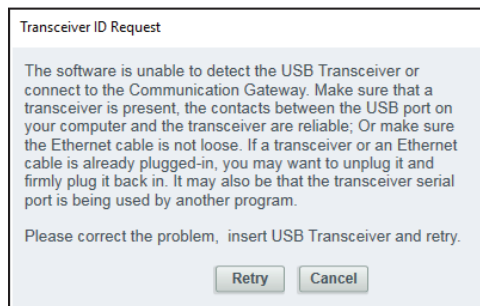 Transceiver ID Request
The software is unable to detect the USB Transceiver or
connect to the Communication Gateway. Make sure that a
transceiver is present, the contacts between the USB port on
your computer and the transceiver are reliable; Or make sure
the Ethernet cable is not loose. If a transceiver or an Ethernet
cable is already plugged-in, you may want to unplug it and
firmly plug it back in. It may also be that the transceiver serial
port is being used by another program.
Please correct the problem,  insert USB Transceiver and retry.
Retry Cancel